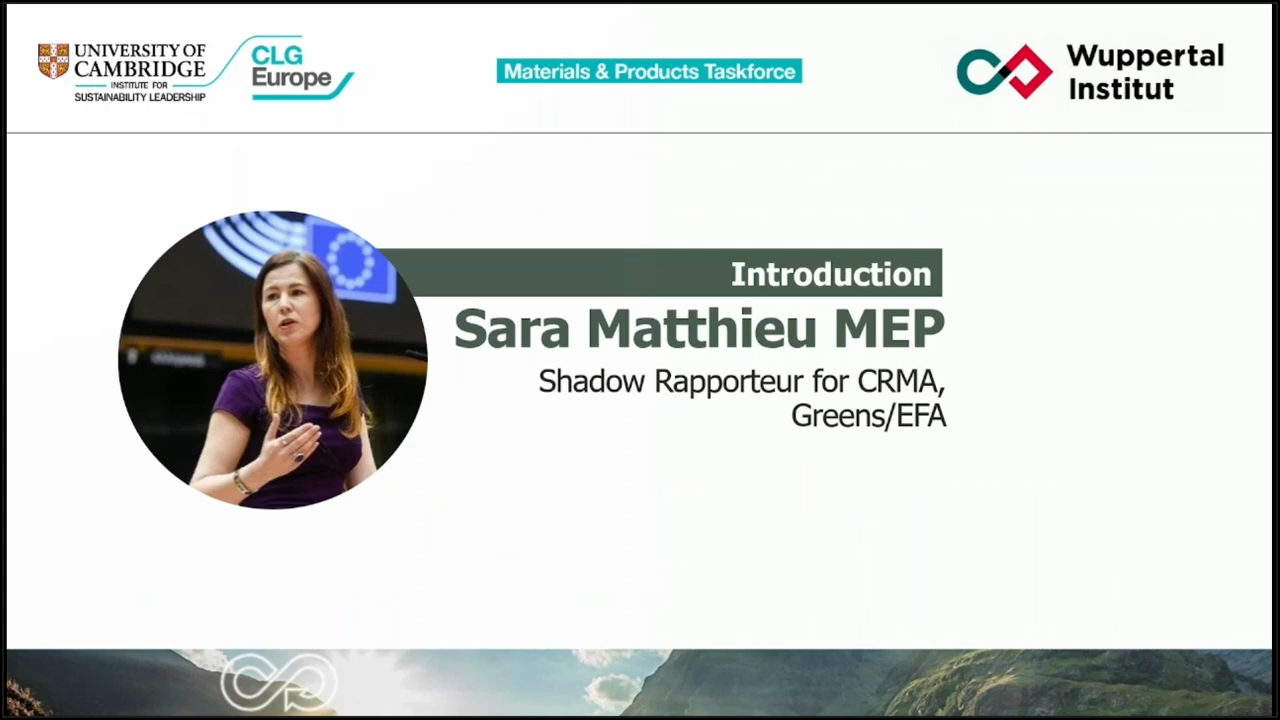 UNIVERSITY OF
CAMBRIDGE
INSTITUTE FOR
SUSTAINABILITY LEADERSHIP
CLG
Europe
Materials & Products Taskforce
Wuppertal
Institut
Introduction
Sara Matthieu MEP
Shadow Rapporteur for CRMA,
Greens/EFA